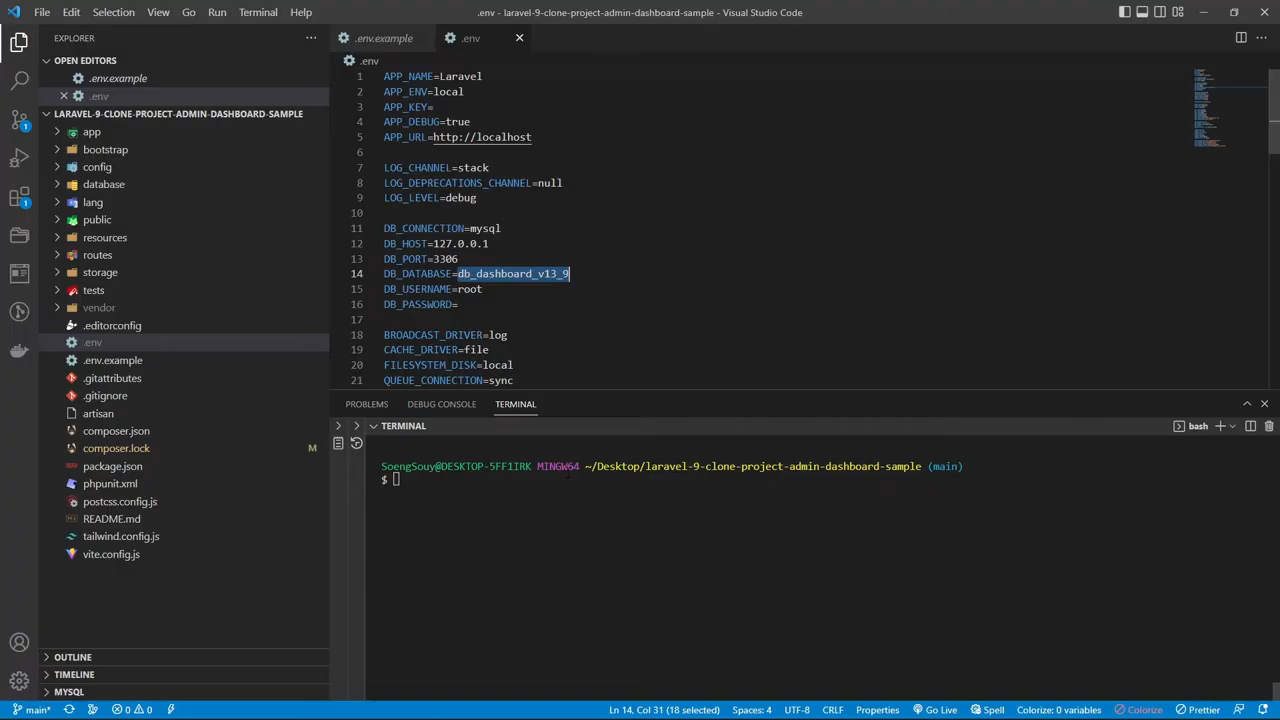 File Edit Selection View Go Run Terminal Help
.env - laravel-9-clone-project-admin-dashboard-sample - Visual Studio Code
EXPLORER
OPEN EDITORS
.env.example
.env
LARAVEL-9-CLONE-PROJECT-ADMIN-DASHBOARD-SAMPLE
app
bootstrap
config
database
lang
public
resources
routes
storage
tests
vendor
.editorconfig
.env
.env.example
.gitattributes
.gitignore
artisan
composer.json
composer.lock M
package.json
phpunit.xml
postcss.config.js
README.md
tailwind.config.js
vite.config.js
OUTLINE
TIMELINE
MYSQL
1
1
.env.example .env
.env
1 APP_NAME=Laravel
2 APP_ENV=local
3 APP_KEY=
4 APP_DEBUG=true
5 APP_URL=http://localhost
6
7 LOG_CHANNEL=stack
8 LOG_DEPRECATIONS_CHANNEL=null
9 LOG_LEVEL=debug
10
11 DB_CONNECTION=mysql
12 DB_HOST=127.0.0.1
13 DB_PORT=3306
14 DB_DATABASE=db_dashboard_v13_9
15 DB_USERNAME=root
16 DB_PASSWORD=
17
18 BROADCAST_DRIVER=log
19 CACHE_DRIVER=file
20 FILESYSTEM_DISK=local
21 QUEUE_CONNECTION=sync
PROBLEMS DEBUG CONSOLE TERMINAL
TERMINAL
bash
SoengSouy@DESKTOP-5FF1IRK MINGW64 ~/Desktop/laravel-9-clone-project-admin-dashboard-sample (main)
$
main* 0 0 Ln 14, Col 31 (18 selected) Spaces: 4 UTF-8 CRLF Properties Go Live Spell Colorize: 0 variables Colorize Prettier